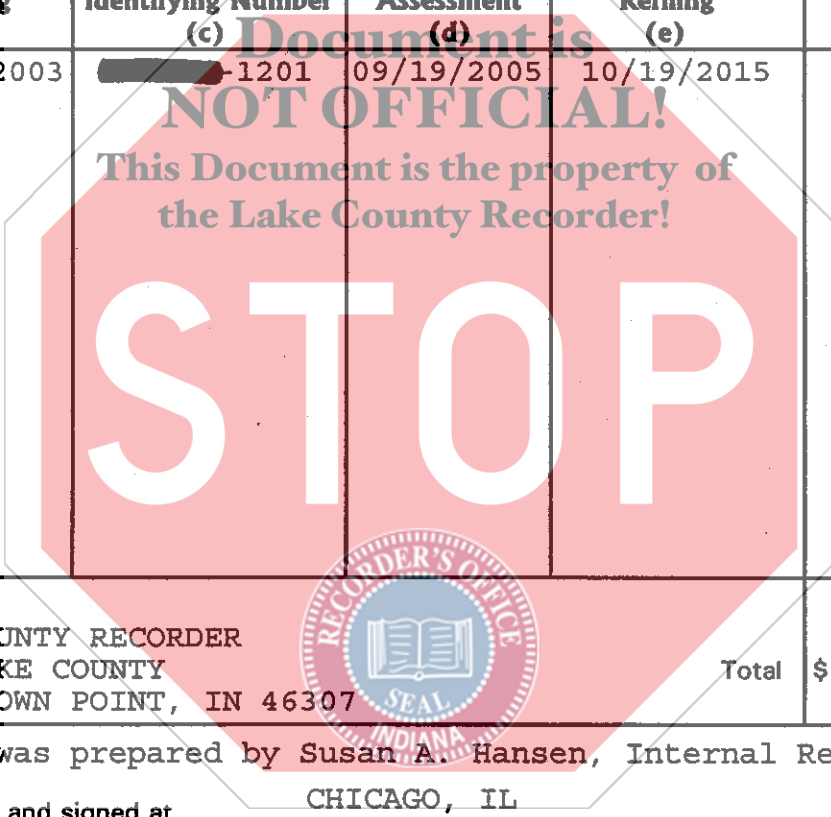 Identifying Number Assessment Refiling
(c) (d) (e)
Document is
2003 -1201 09/19/2005 10/19/2015
NOT OFFICIAL!
This Document is the property of
the Lake County Recorder!
STOP
RECORDER'S OFFICE
SEAL
INDIANA
UNTY RECORDER
KE COUNTY
OWN POINT, IN 46307
Total $
was prepared by Susan A. Hansen, Internal Re
CHICAGO, IL
and signed at